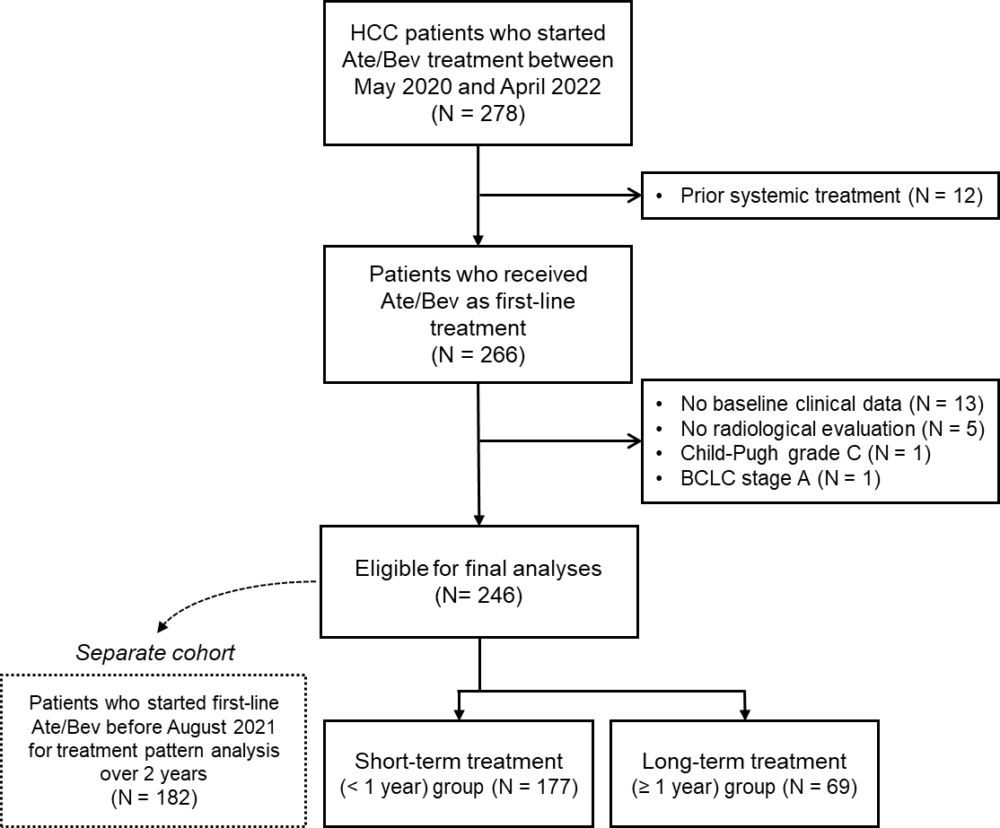 HCC patients who started
Ate/Bev treatment between
May 2020 and April 2022
(N = 278)
• Prior systemic treatment (N = 12)
Patients who received
Ate/Bev as first-line
treatment
(N = 266)
• No baseline clinical data (N = 13)
• No radiological evaluation (N = 5)
• Child-Pugh grade C (N = 1)
• BCLC stage A (N = 1)
Eligible for final analyses
(N= 246)
Separate cohort
Patients who started first-line
Ate/Bev before August 2021
for treatment pattern analysis
over 2 years
(N = 182)
Short-term treatment
(< 1 year) group (N = 177)
Long-term treatment
(≥ 1 year) group (N = 69)